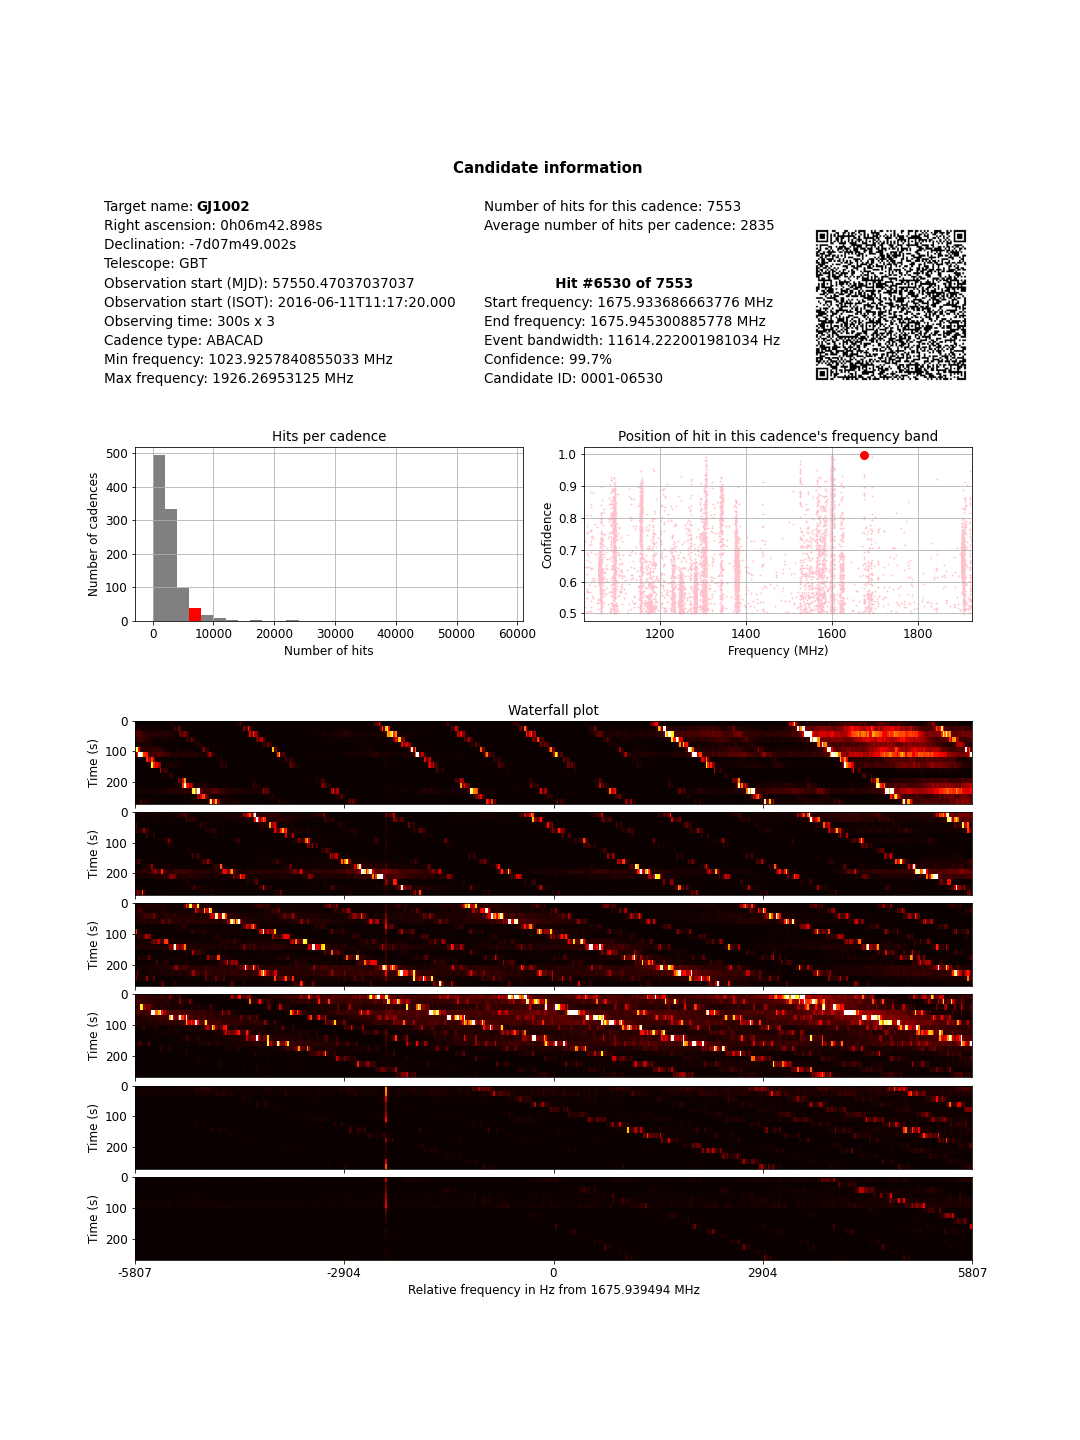 Candidate information
Target name: GJ1002
Right ascension: 0h06m42.898s
Declination: -7d07m49.002s
Telescope: GBT
Observation start (MJD): 57550.47037037037
Observation start (ISOT): 2016-06-11T11:17:20.000
Observing time: 300s x 3
Cadence type: ABACAD
Min frequency: 1023.9257840855033 MHz
Max frequency: 1926.26953125 MHz
Number of hits for this cadence: 7553
Average number of hits per cadence: 2835
Hit #6530 of 7553
Start frequency: 1675.933686663776 MHz
End frequency: 1675.945300885778 MHz
Event bandwidth: 11614.222001981034 Hz
Confidence: 99.7%
Candidate ID: 0001-06530
Hits per cadence
Number of cadences
500
400
300
200
100
0
0 10000 20000 30000 40000 50000 60000
Number of hits
Position of hit in this cadence's frequency band
Confidence
1.0
0.9
0.8
0.7
0.6
0.5
1200 1400 1600 1800
Frequency (MHz)
Waterfall plot
Time (s)
0
100
200
Time (s)
0
100
200
Time (s)
0
100
200
Time (s)
0
100
200
Time (s)
0
100
200
Time (s)
0
100
200
-5807 -2904 0 2904 5807
Relative frequency in Hz from 1675.939494 MHz